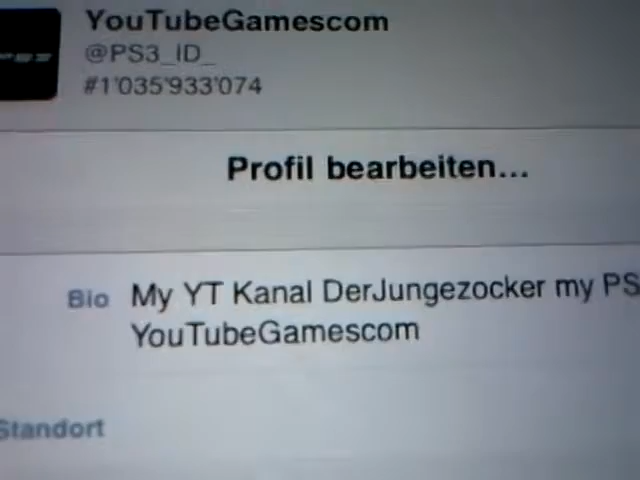 YouTubeGamescom
@PS3_ID_
#1'035'933'074
Profil bearbeiten...
Bio My YT Kanal DerJungezocker my PS
YouTubeGamescom
Standort